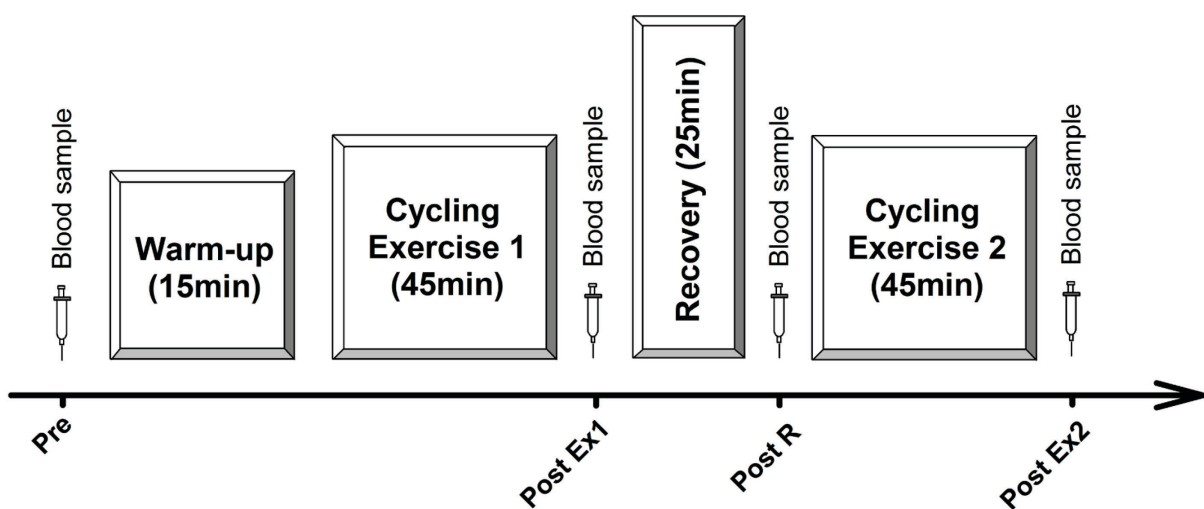 Blood sample
Warm-up
(15min)
Cycling
Exercise 1
(45min)
Blood sample
Recovery (25min)
Blood sample
Cycling
Exercise 2
(45min)
Blood sample
Pre
Post Ex1
Post R
Post Ex2